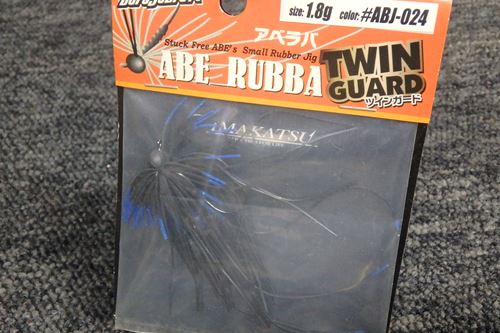 size: 1.8g color: #ABJ-024
アベラバ
Stuck Free ABE's Small Rubber Jig
ABE RUBBA
TWIN
GUARD
ツインガード
IMAKATSU